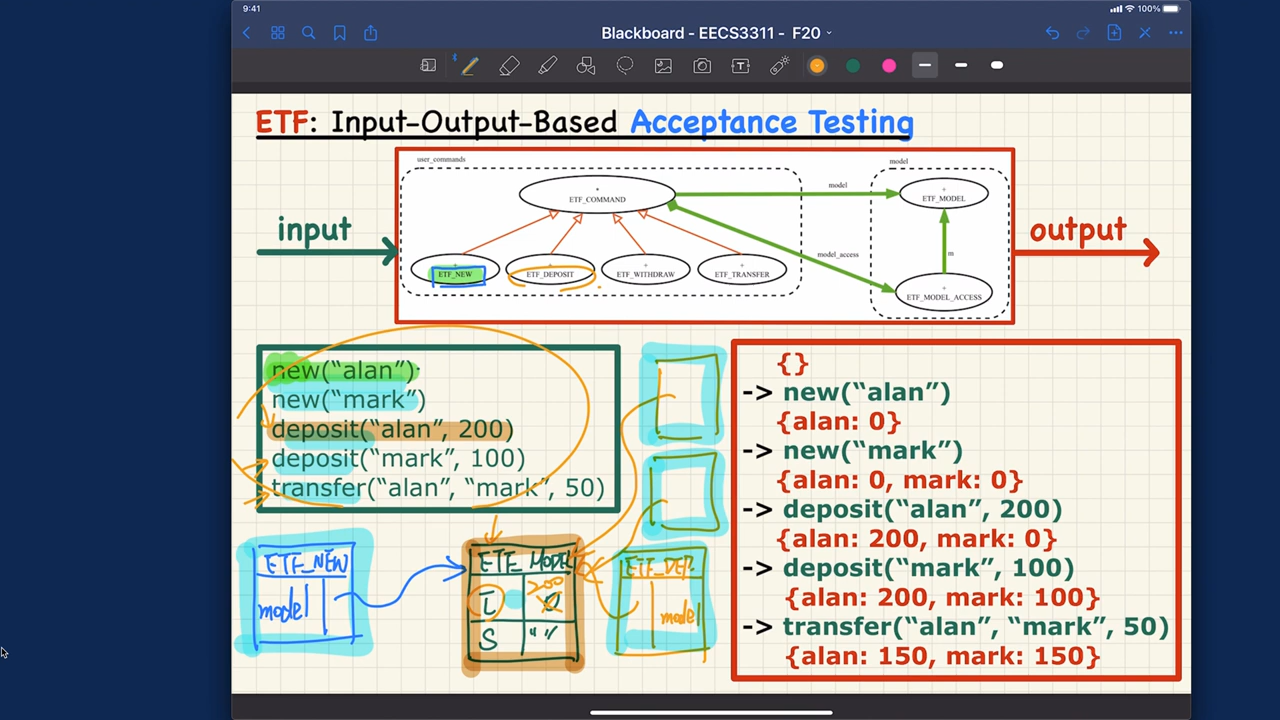 9:41
100%
Blackboard - EECS3311 - F20
ETF: Input-Output-Based Acceptance Testing
user_commands
model
ETF_COMMAND
model
ETF_MODEL
input
output
model_access
m
ETF_NEW
ETF_DEPOSIT
ETF_WITHDRAW
ETF_TRANSFER
ETF_MODEL_ACCESS
new(“alan”)
new(“mark”)
deposit(“alan”, 200)
deposit(“mark”, 100)
transfer(“alan”, “mark”, 50)
{}
-> new(“alan”)
{alan: 0}
-> new(“mark”)
{alan: 0, mark: 0}
-> deposit(“alan”, 200)
{alan: 200, mark: 0}
-> deposit(“mark”, 100)
{alan: 200, mark: 100}
-> transfer(“alan”, “mark”, 50)
{alan: 150, mark: 150}
ETF_NEW
model
ETF_MODEL
200
i
0
S
“”
ETF_DEP.
model